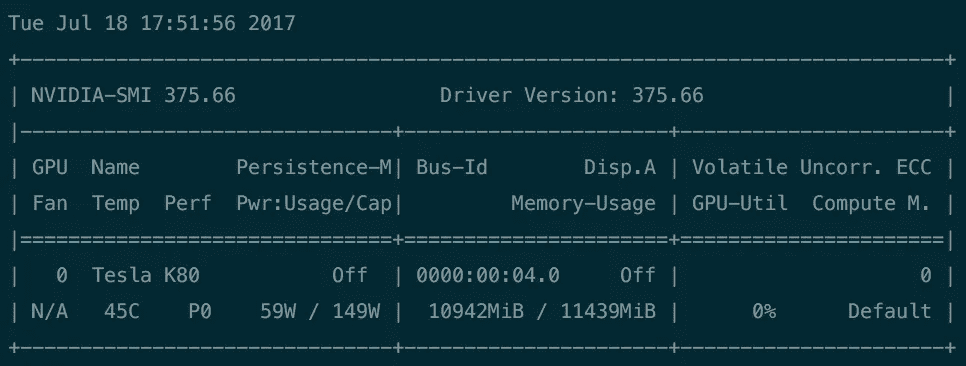 Tue Jul 18 17:51:56 2017
+-----------------------------------------------------------------------------+
| NVIDIA-SMI 375.66                 Driver Version: 375.66                    |
|-------------------------------+----------------------+----------------------+
| GPU  Name        Persistence-M| Bus-Id        Disp.A | Volatile Uncorr. ECC |
| Fan  Temp  Perf  Pwr:Usage/Cap|         Memory-Usage | GPU-Util  Compute M. |
|===============================+======================+======================|
|   0  Tesla K80           Off  | 0000:00:04.0     Off |                    0 |
| N/A   45C    P0    59W / 149W |  10942MiB / 11439MiB |      0%      Default |
+-------------------------------+----------------------+----------------------+